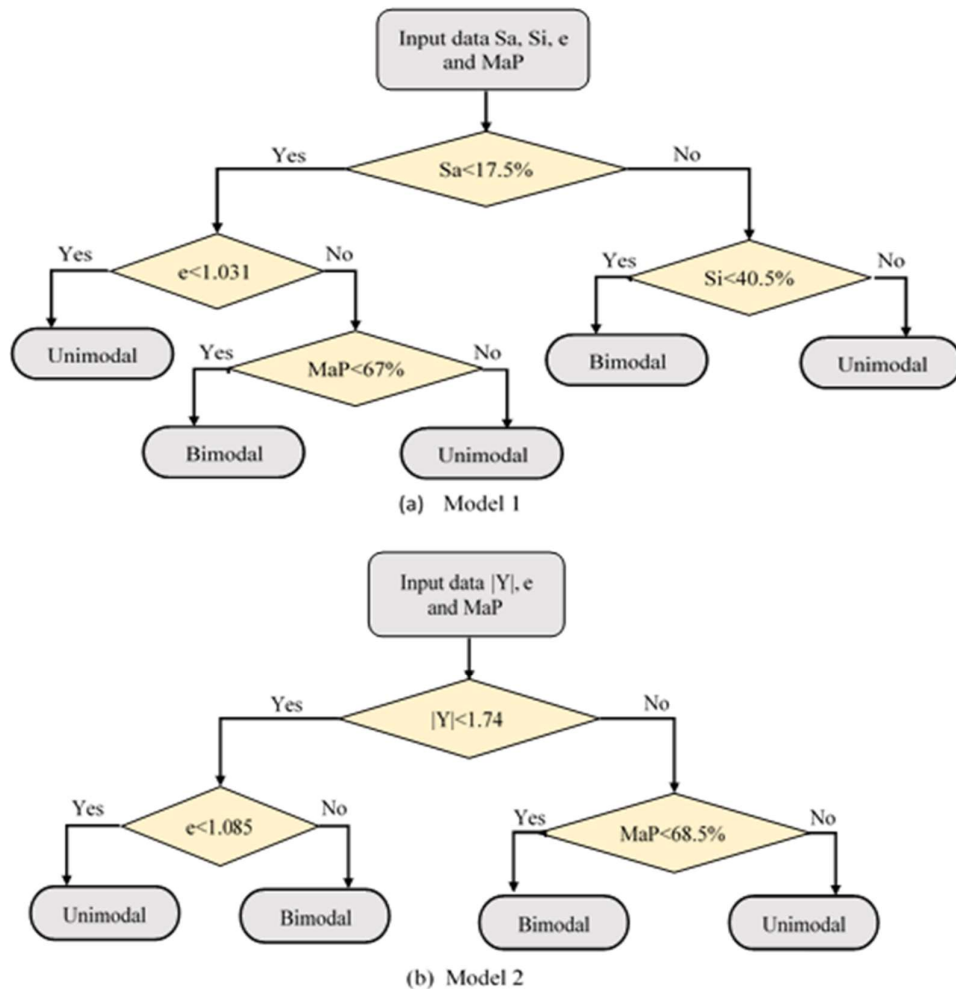 Input data Sa, Si, e
and MaP
Yes
No
Sa<17.5%
Yes
No
e<1.031
Yes
No
Si<40.5%
Unimodal
Yes
No
MaP<67%
Bimodal
Unimodal
Bimodal
Unimodal
(a) Model 1
Input data |Y|, e
and MaP
Yes
No
|Y|<1.74
Yes
No
e<1.085
Yes
No
MaP<68.5%
Unimodal
Bimodal
Bimodal
Unimodal
(b) Model 2